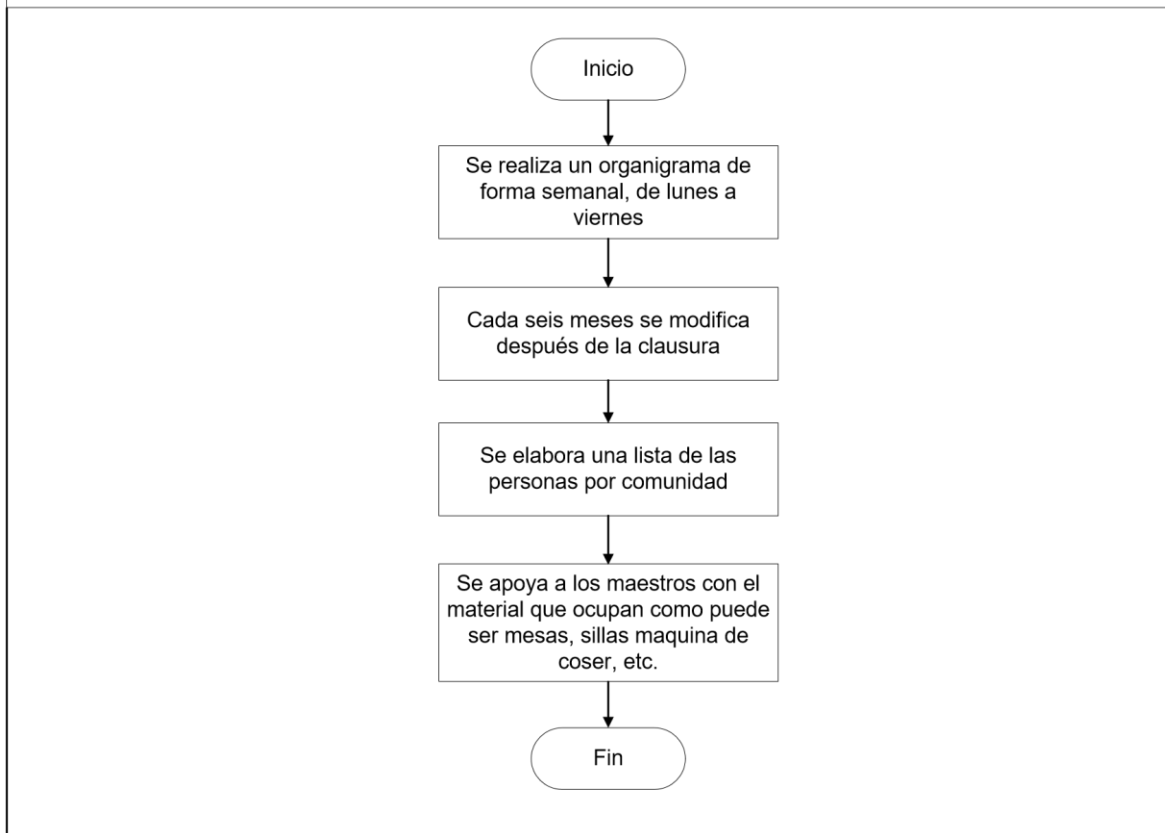 Inicio
Se realiza un organigrama de
forma semanal, de lunes a
viernes
Cada seis meses se modifica
después de la clausura
Se elabora una lista de las
personas por comunidad
Se apoya a los maestros con el
material que ocupan como puede
ser mesas, sillas maquina de
coser, etc.
Fin